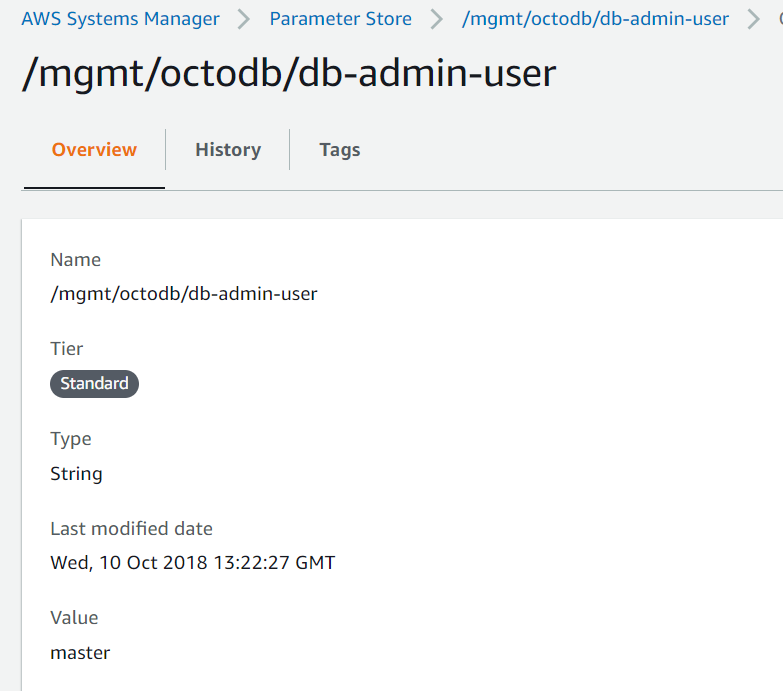 AWS Systems Manager > Parameter Store > /mgmt/octodb/db-admin-user >
/mgmt/octodb/db-admin-user
Overview History Tags
Name
/mgmt/octodb/db-admin-user
Tier
Standard
Type
String
Last modified date
Wed, 10 Oct 2018 13:22:27 GMT
Value
master